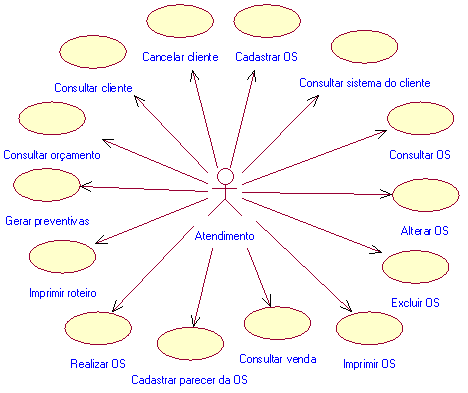 Cancelar cliente
Cadastrar OS
Consultar cliente
Consultar sistema do cliente
Consultar orçamento
Consultar OS
Gerar preventivas
Alterar OS
Atendimento
Imprimir roteiro
Excluir OS
Realizar OS
Cadastrar parecer da OS
Consultar venda
Imprimir OS